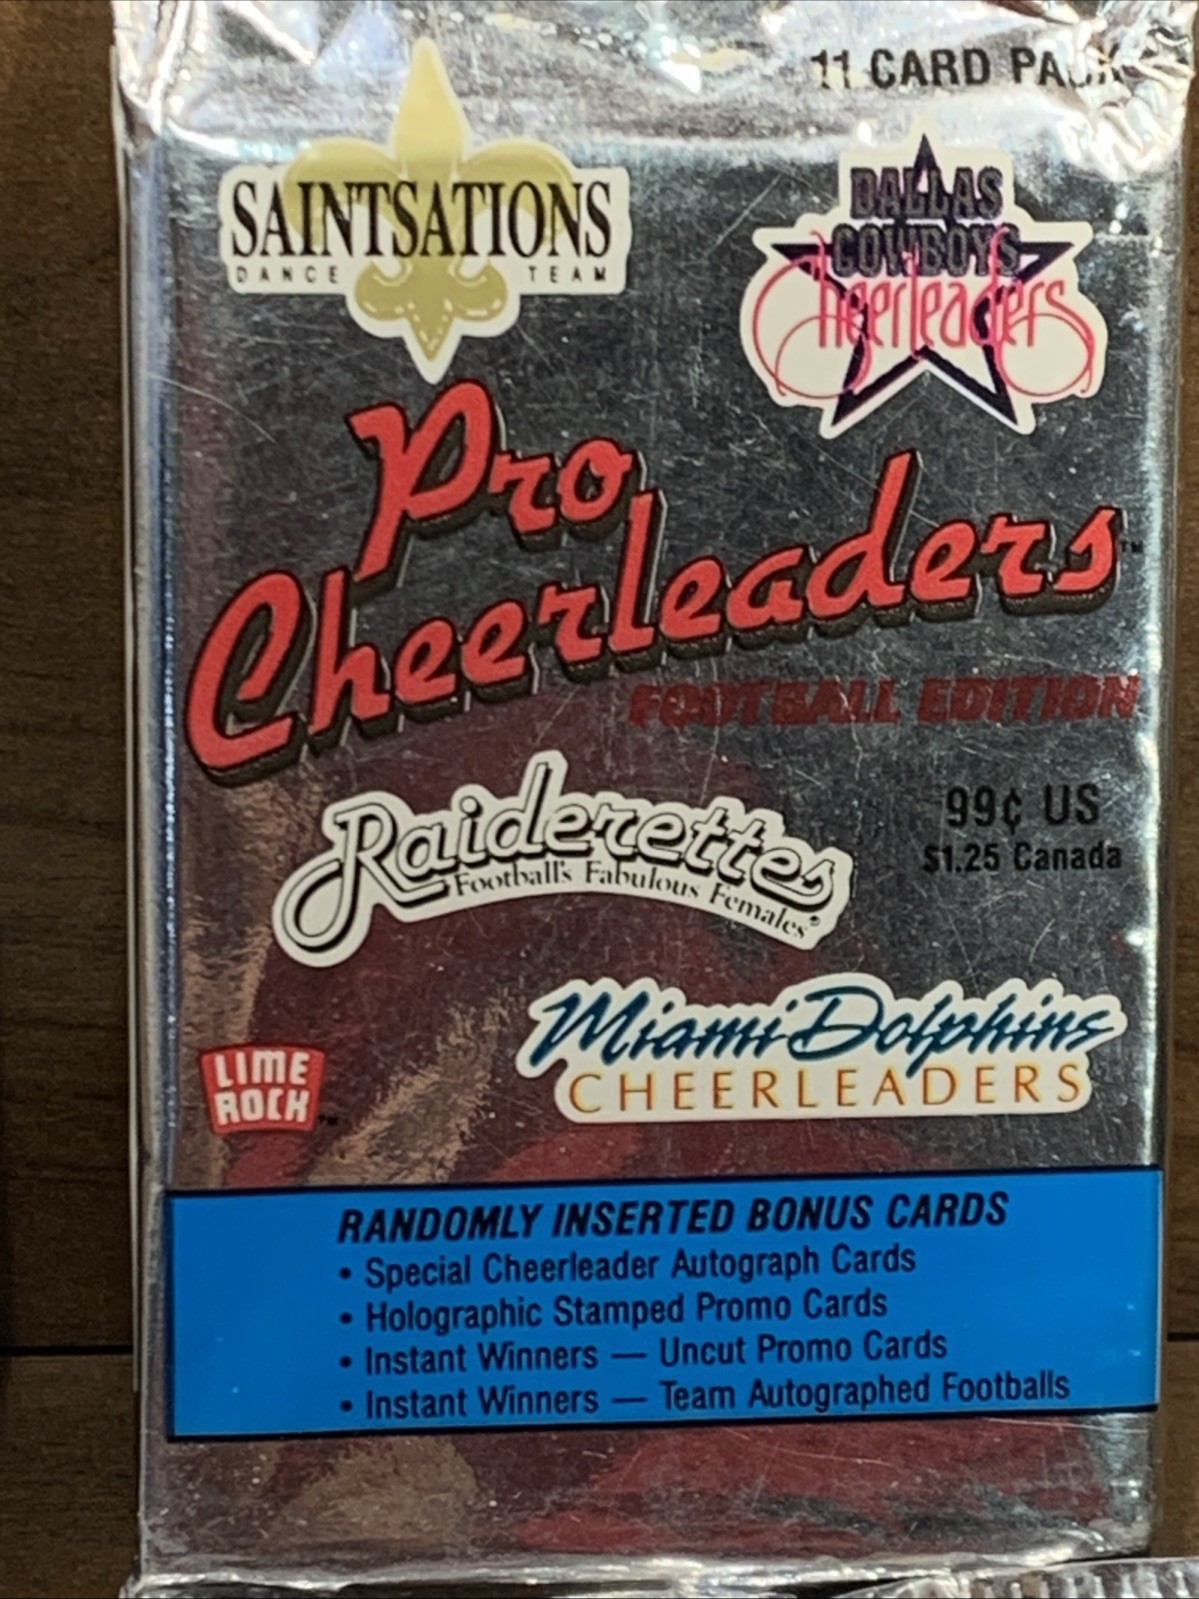 11 CARD PACK
SAINTSATIONS
DANCE TEAM
DALLAS
COWBOYS
Cheerleaders
Pro
Cheerleaders™
FOOTBALL EDITION
99¢ US
$1.25 Canada
Raiderettes
Football's Fabulous Females®
Miami Dolphins
CHEERLEADERS
LIME
ROCK™
RANDOMLY INSERTED BONUS CARDS
• Special Cheerleader Autograph Cards
• Holographic Stamped Promo Cards
• Instant Winners — Uncut Promo Cards
• Instant Winners — Team Autographed Footballs